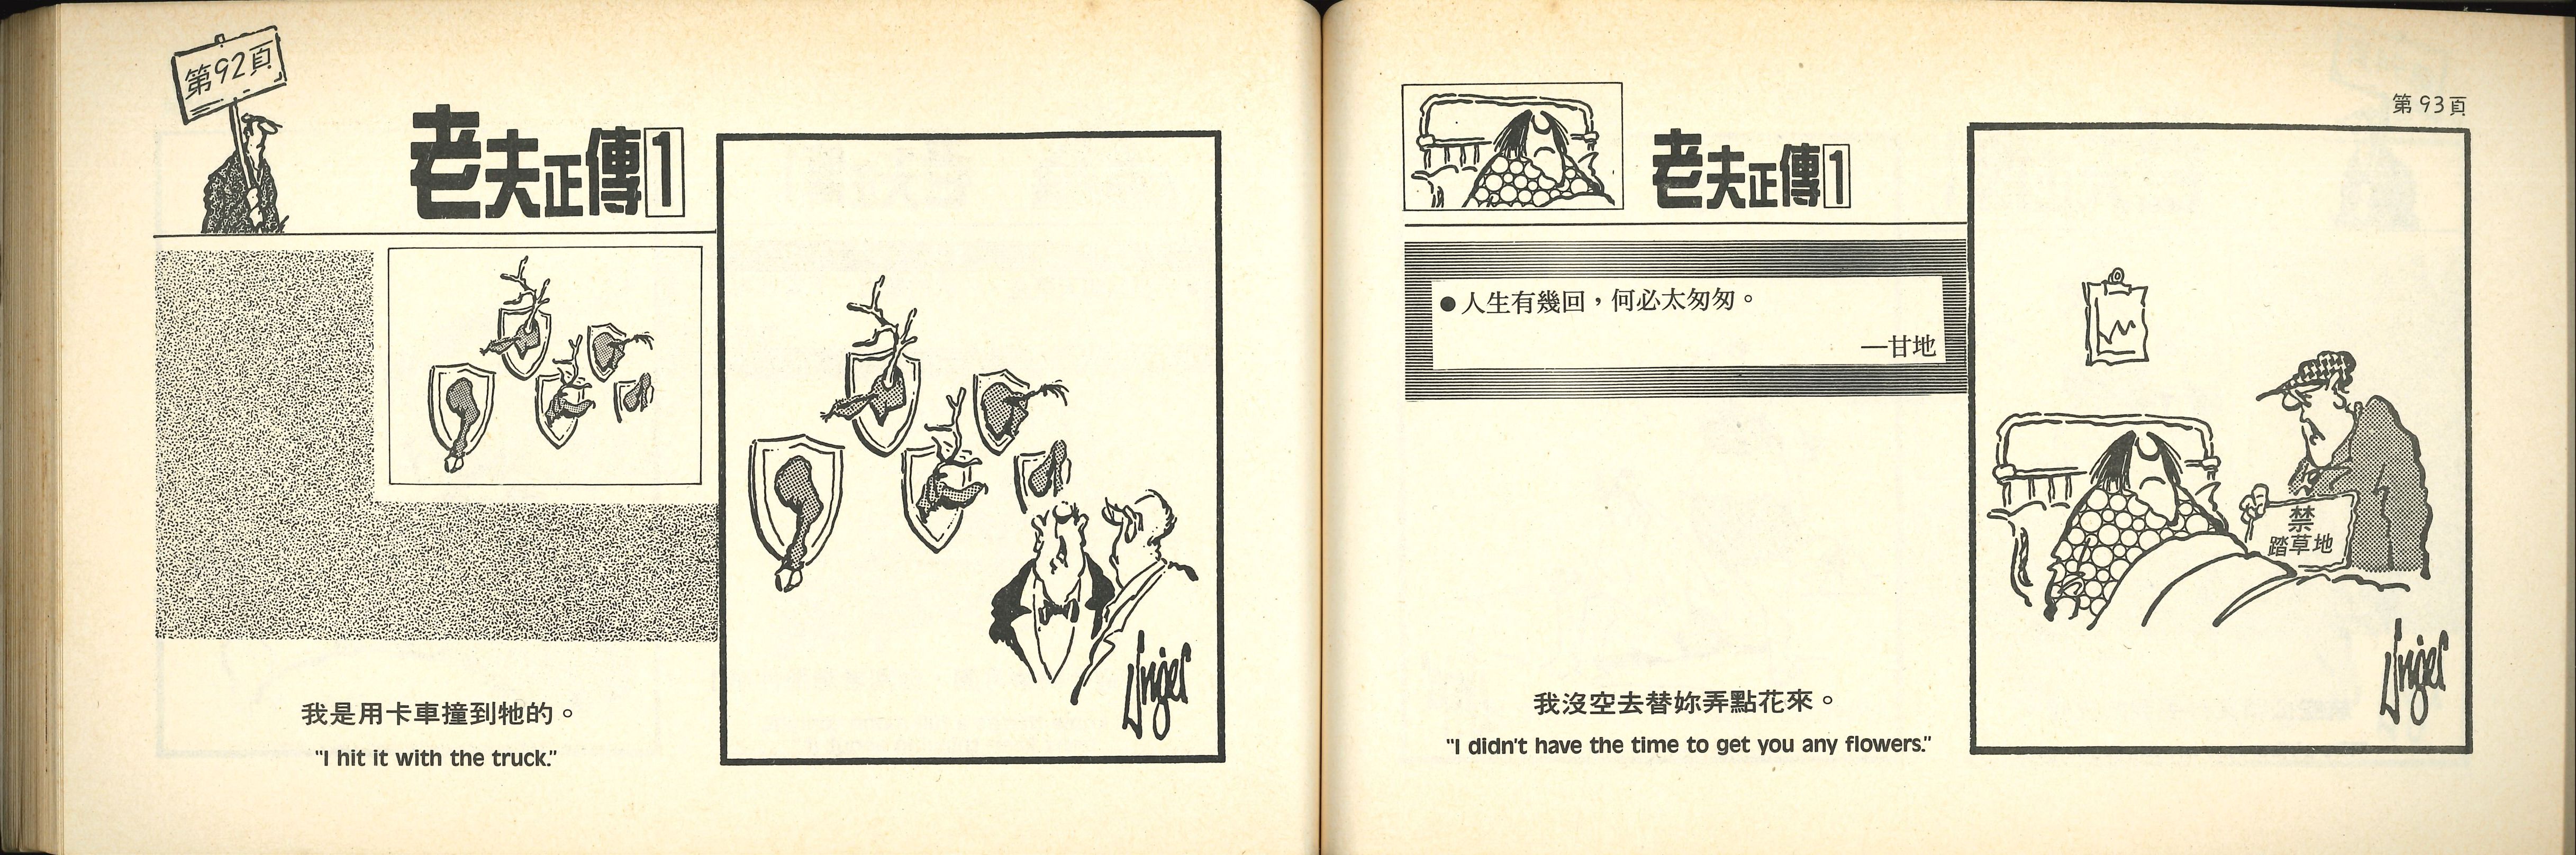 第92頁
老夫正傳1
我是用卡車撞到牠的。
"I hit it with the truck."
Unger
第93頁
老夫正傳1
●人生有幾回，何必太匆匆。
—甘地
禁
踏草地
我沒空去替妳弄點花來。
"I didn't have the time to get you any flowers."
Unger